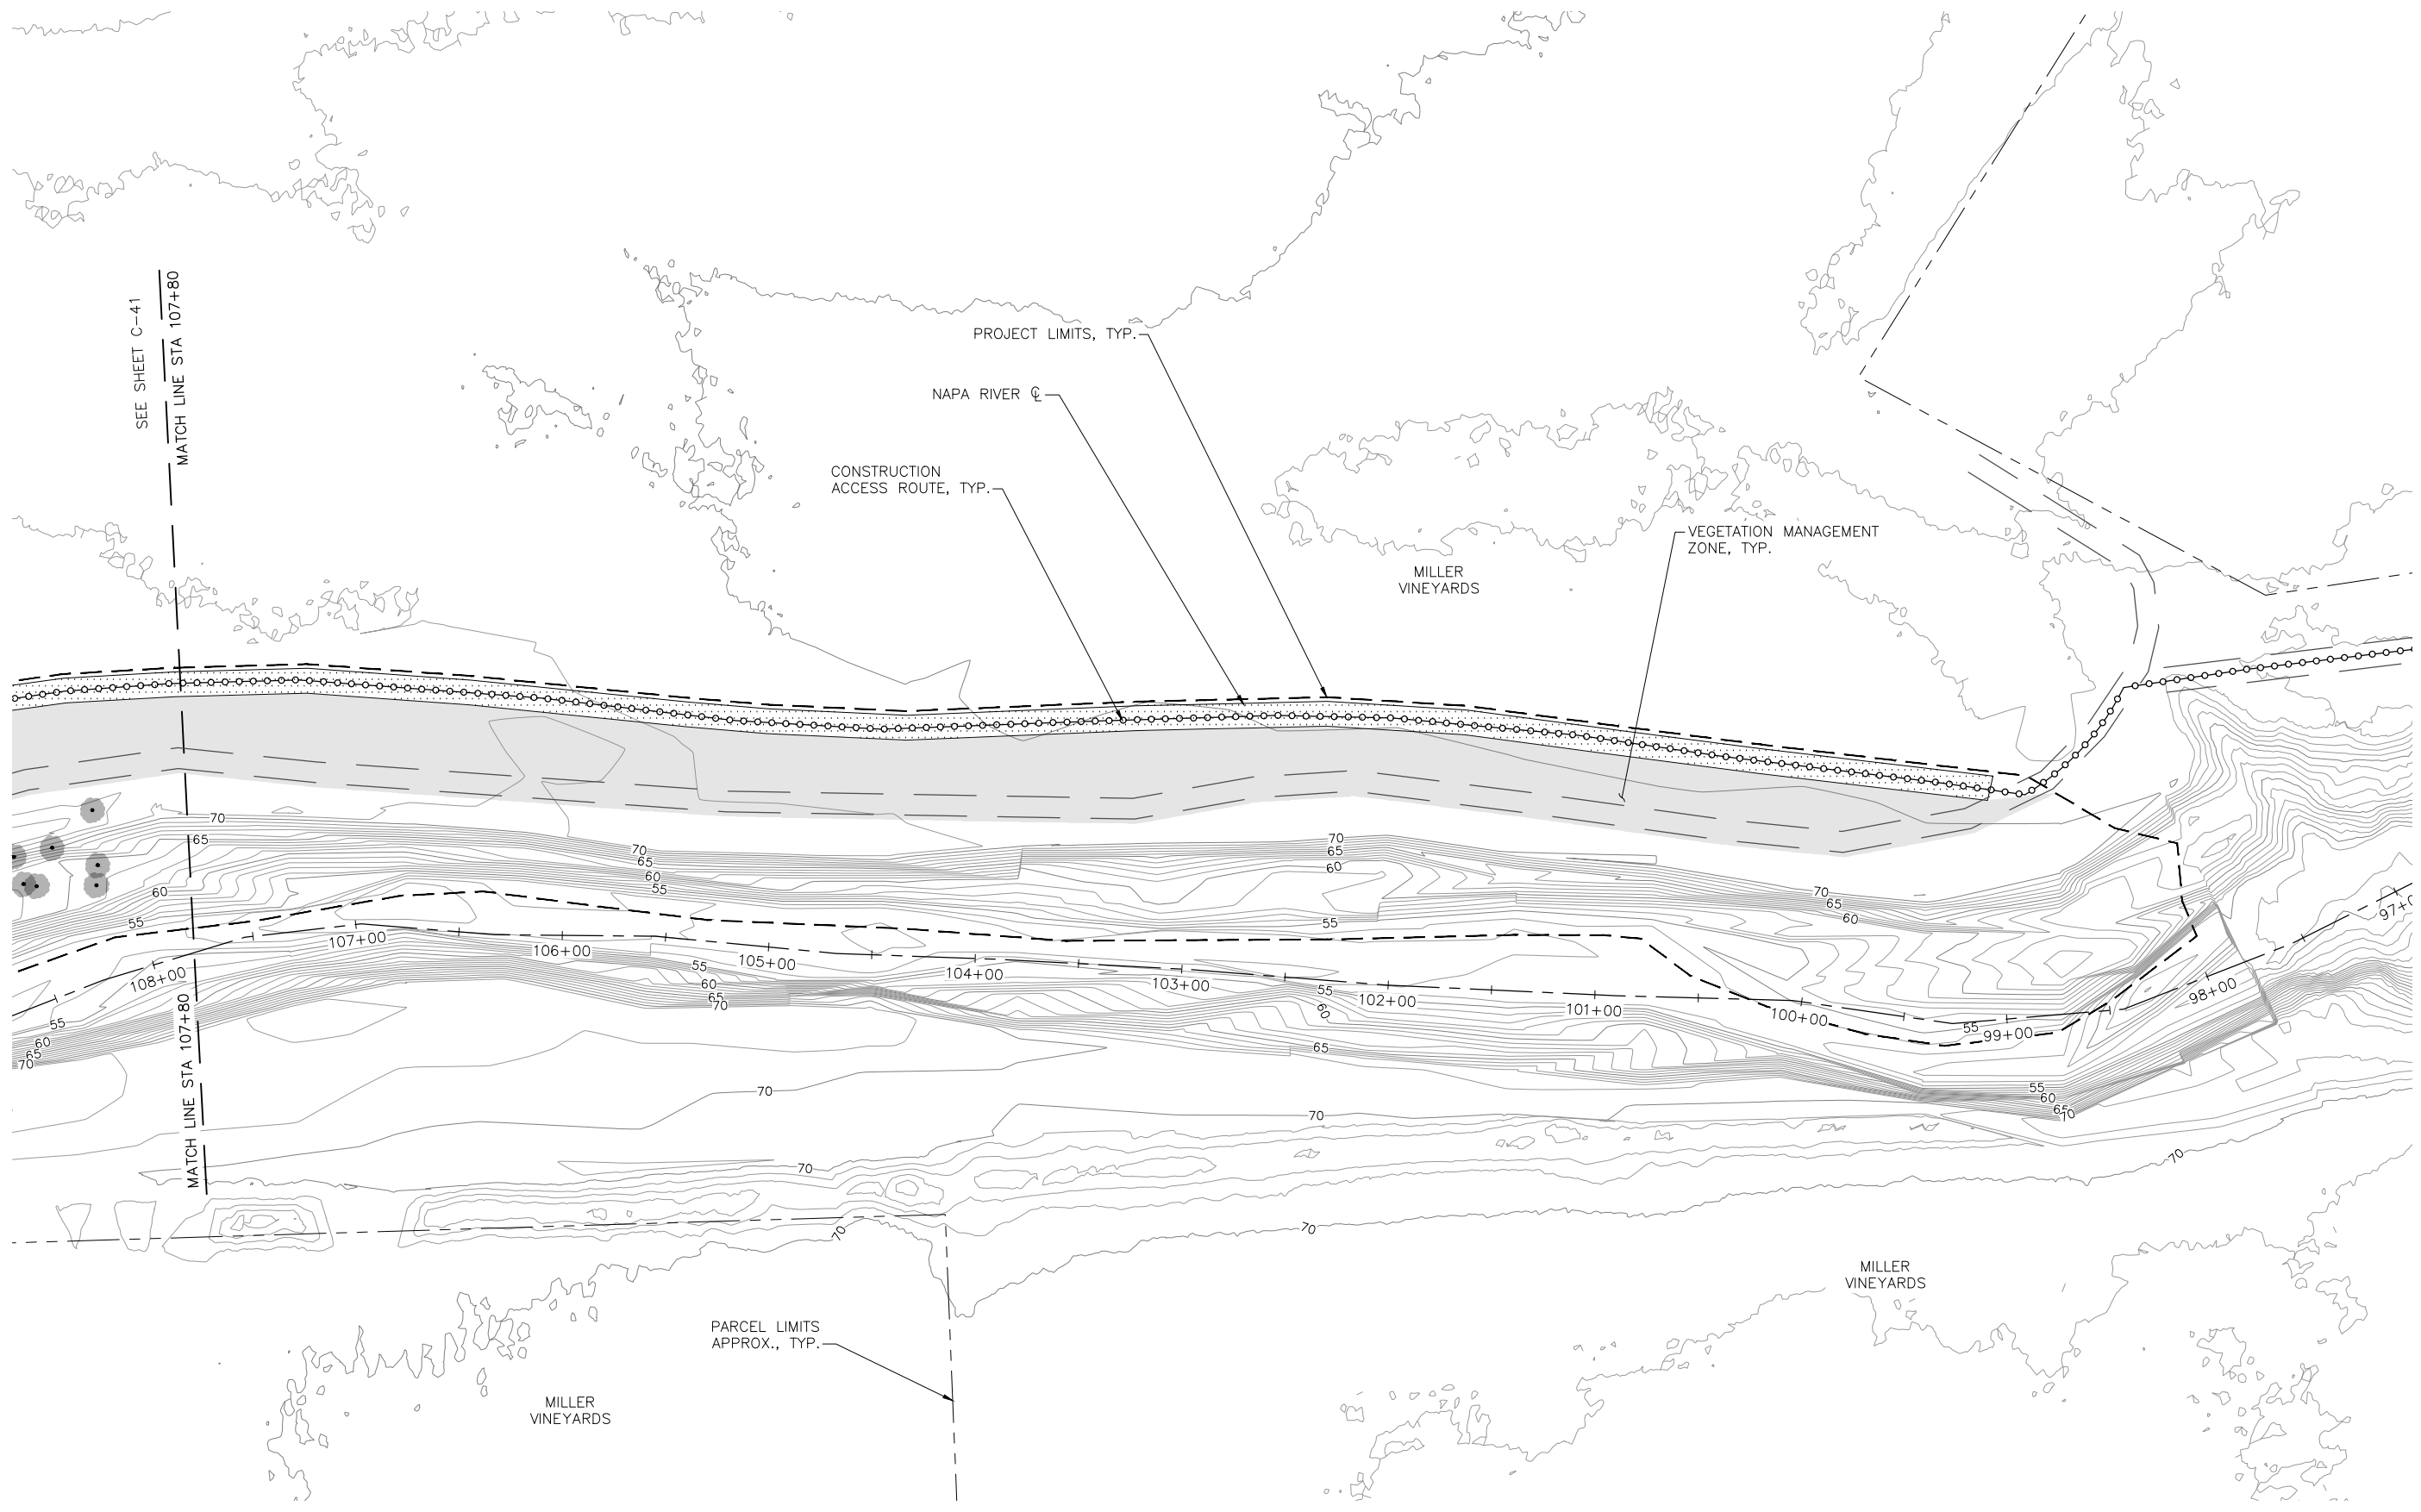 SEE SHEET C-41
MATCH LINE STA 107+80
PROJECT LIMITS, TYP.
NAPA RIVER ℄
CONSTRUCTION
ACCESS ROUTE, TYP.
VEGETATION MANAGEMENT
ZONE, TYP.
MILLER
VINEYARDS
70
65
60
55
70
65
60
55
70
65
60
55
70
65
60
97+0
108+00
107+00
106+00
105+00
104+00
103+00
102+00
101+00
100+00
99+00
98+00
55
60
65
70
55
60
65
70
55
60
65
55
55
60
65
70
MATCH LINE STA 107+80
70
70
70
70
70
70
MILLER
VINEYARDS
PARCEL LIMITS
APPROX., TYP.
MILLER
VINEYARDS